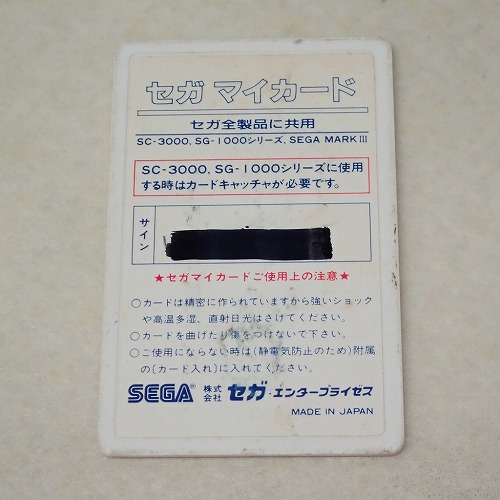 セガ マイカード
セガ全製品に共用
SC-3000, SG-1000シリーズ, SEGA MARK III
SC-3000, SG-1000シリーズに使用
する時はカードキャッチャが必要です。
サイン
★セガマイカードご使用上の注意★
○カードは精密に作られていますから強いショック
や高温多湿、直射日光はさけてください。
○カードを曲げたり傷をつけないで下さい。
○ご使用にならない時は(静電気防止のため)附属
の〔カード入れ〕に入れてください。
SEGA® 株式会社 セガ・エンタープライゼス
MADE IN JAPAN